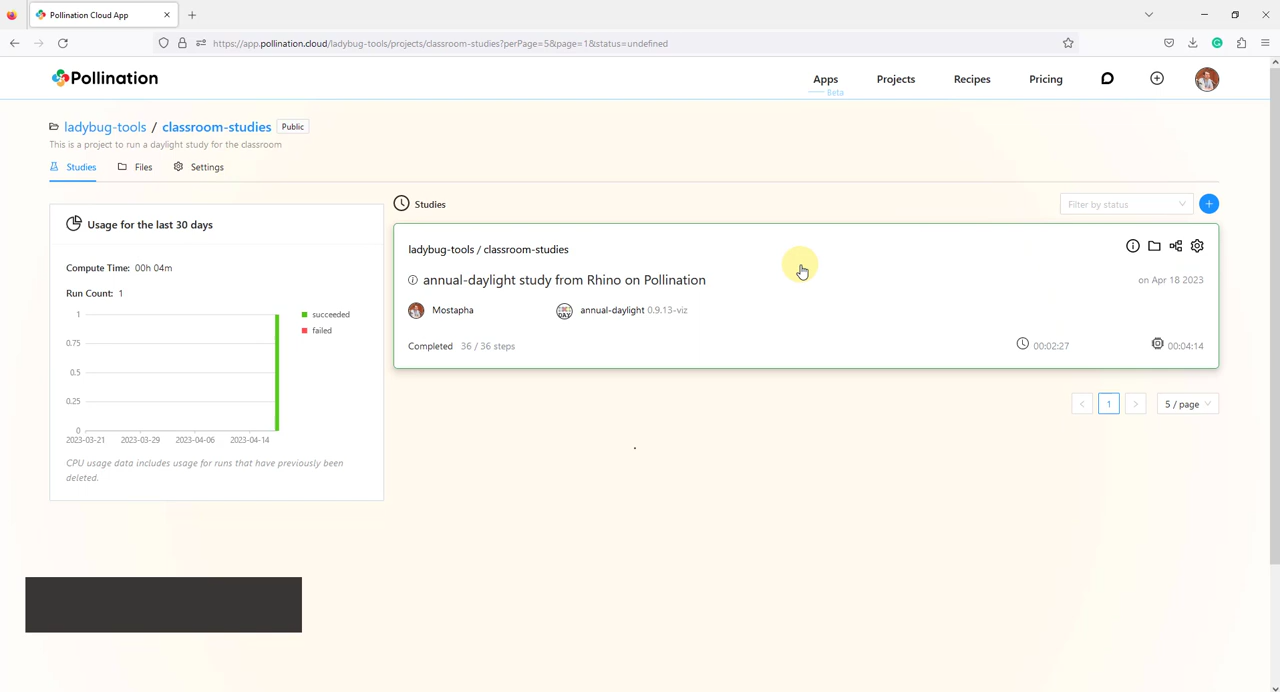 Pollination Cloud App
https://app.pollination.cloud/ladybug-tools/projects/classroom-studies?perPage=5&page=1&status=undefined
Pollination
Apps
Beta
Projects
Recipes
Pricing
ladybug-tools / classroom-studies
Public
This is a project to run a daylight study for the classroom
Studies
Files
Settings
Usage for the last 30 days
Compute Time: 00h 04m
Run Count: 1
1
0.75
0.5
0.25
0
2023-03-21
2023-03-29
2023-04-06
2023-04-14
succeeded
failed
CPU usage data includes usage for runs that have previously been
deleted.
Studies
Filter by status
ladybug-tools / classroom-studies
annual-daylight study from Rhino on Pollination
on Apr 18 2023
Mostapha
DAY
annual-daylight 0.9.13-viz
Completed
36 / 36 steps
00:02:27
00:04:14
1
5 / page